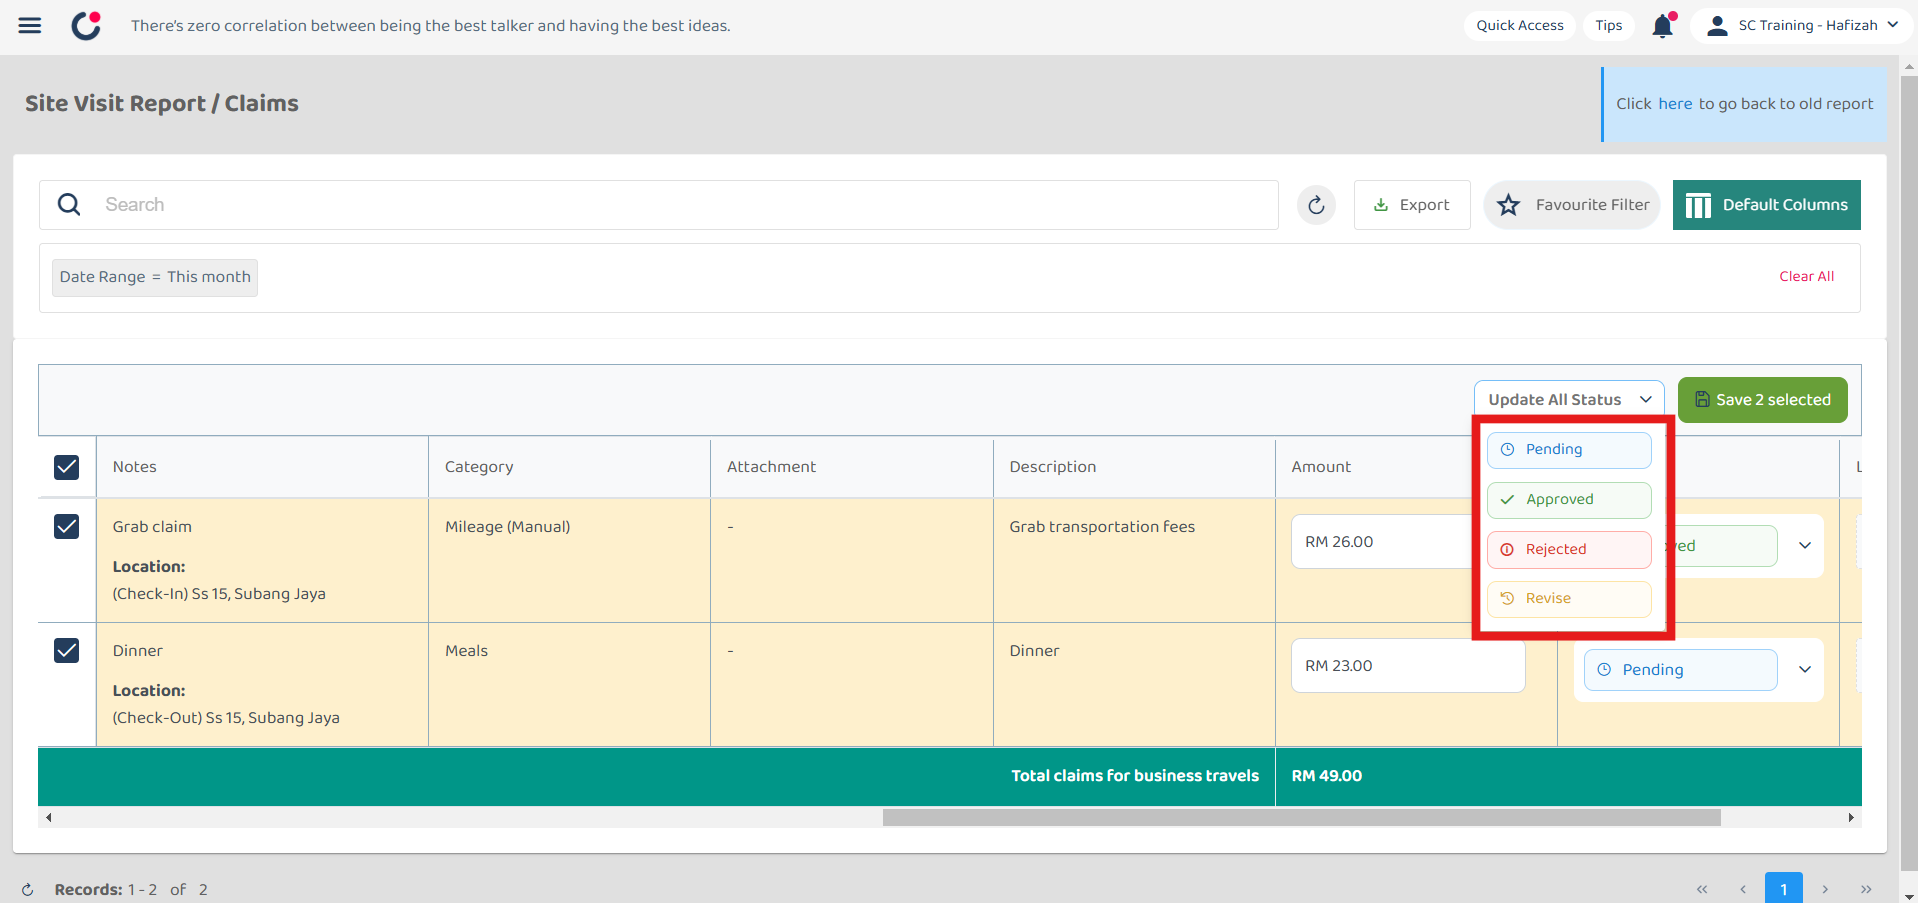 There's zero correlation between being the best talker and having the best ideas.
Quick Access
Tips
SC Training - Hafizah
Site Visit Report / Claims
Click here to go back to old report
Search
Export
Favourite Filter
Default Columns
Date Range = This month
Clear All
Update All Status
Save 2 selected
Pending
Approved
Rejected
Revise
Notes
Category
Attachment
Description
Amount
Grab claim
Location:
(Check-In) Ss 15, Subang Jaya
Mileage (Manual)
-
Grab transportation fees
RM 26.00
ved
Dinner
Location:
(Check-Out) Ss 15, Subang Jaya
Meals
-
Dinner
RM 23.00
Pending
Total claims for business travels
RM 49.00
Records: 1 - 2 of 2
« ‹ 1 › »